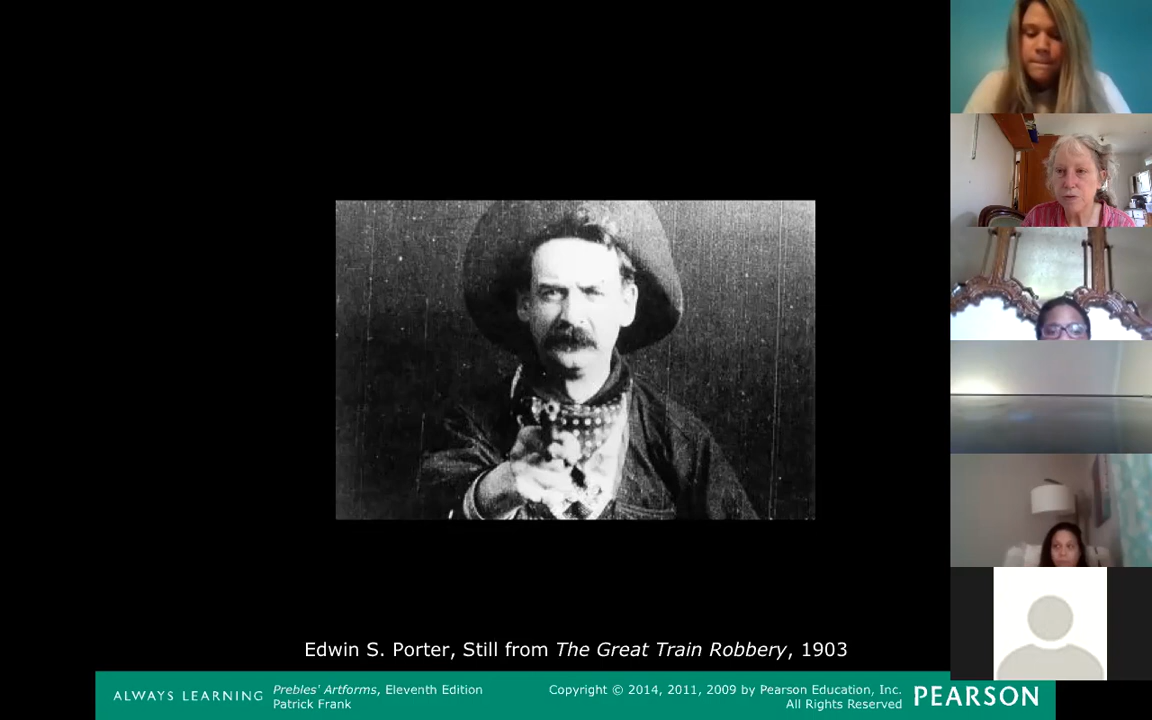 Edwin S. Porter, Still from The Great Train Robbery, 1903
ALWAYS LEARNING
Prebles' Artforms, Eleventh Edition
Patrick Frank
Copyright © 2014, 2011, 2009 by Pearson Education, Inc.
All Rights Reserved
PEARSON